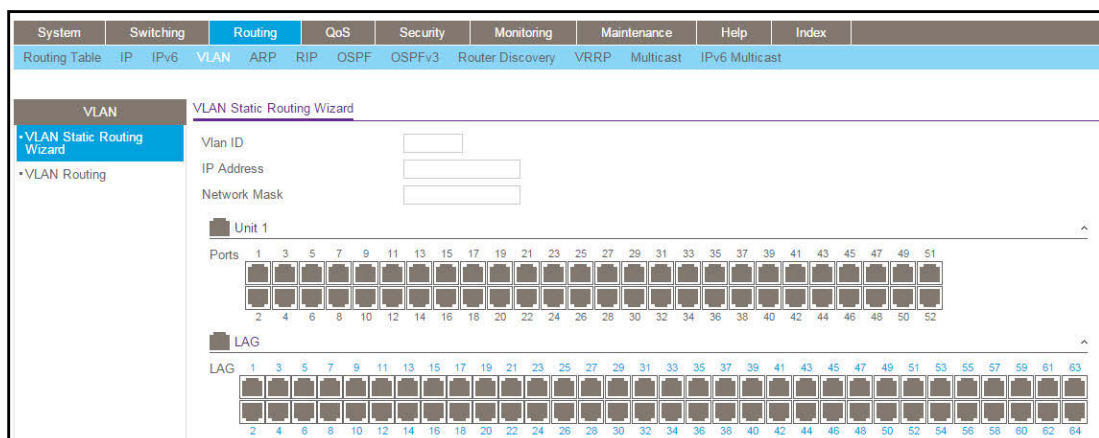 System Switching Routing QoS Security Monitoring Maintenance Help Index
Routing Table IP IPv6 VLAN ARP RIP OSPF OSPFv3 Router Discovery VRRP Multicast IPv6 Multicast
VLAN
•VLAN Static Routing
Wizard
•VLAN Routing
VLAN Static Routing Wizard
Vlan ID
IP Address
Network Mask
Unit 1
Ports 1 3 5 7 9 11 13 15 17 19 21 23 25 27 29 31 33 35 37 39 41 43 45 47 49 51
2 4 6 8 10 12 14 16 18 20 22 24 26 28 30 32 34 36 38 40 42 44 46 48 50 52
LAG
LAG 1 3 5 7 9 11 13 15 17 19 21 23 25 27 29 31 33 35 37 39 41 43 45 47 49 51 53 55 57 59 61 63
2 4 6 8 10 12 14 16 18 20 22 24 26 28 30 32 34 36 38 40 42 44 46 48 50 52 54 56 58 60 62 64